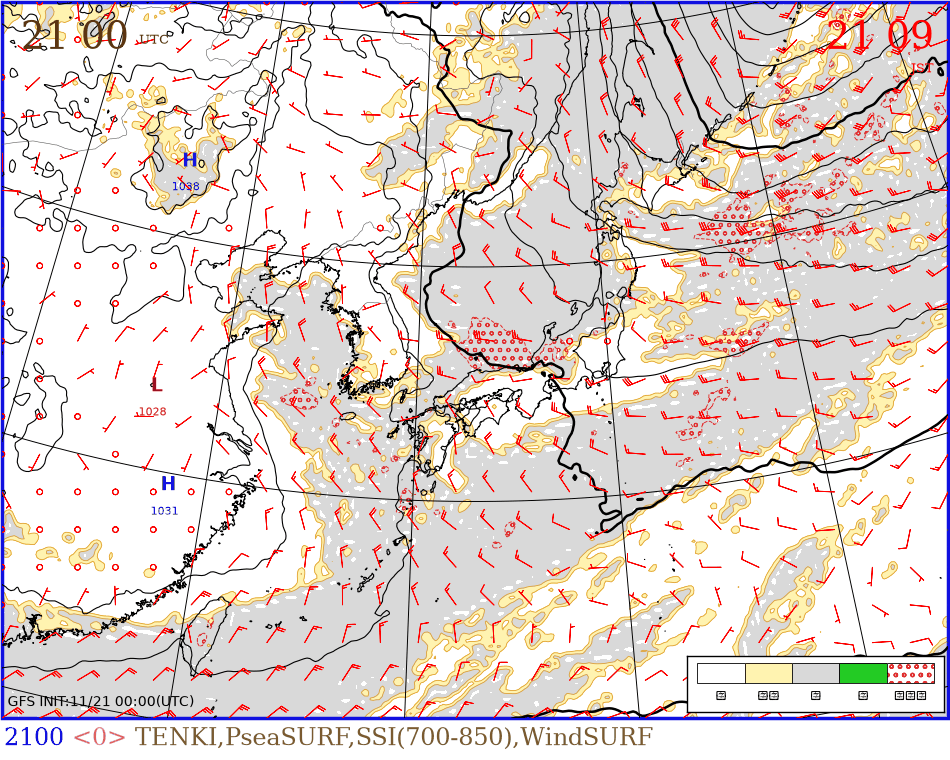 21 00 UTC
21 09
JST
H
1038
L
1028
H
1031
GFS INIT:11/21 00:00(UTC)
2100 <0> TENKI,PseaSURF,SSI(700-850),WindSURF